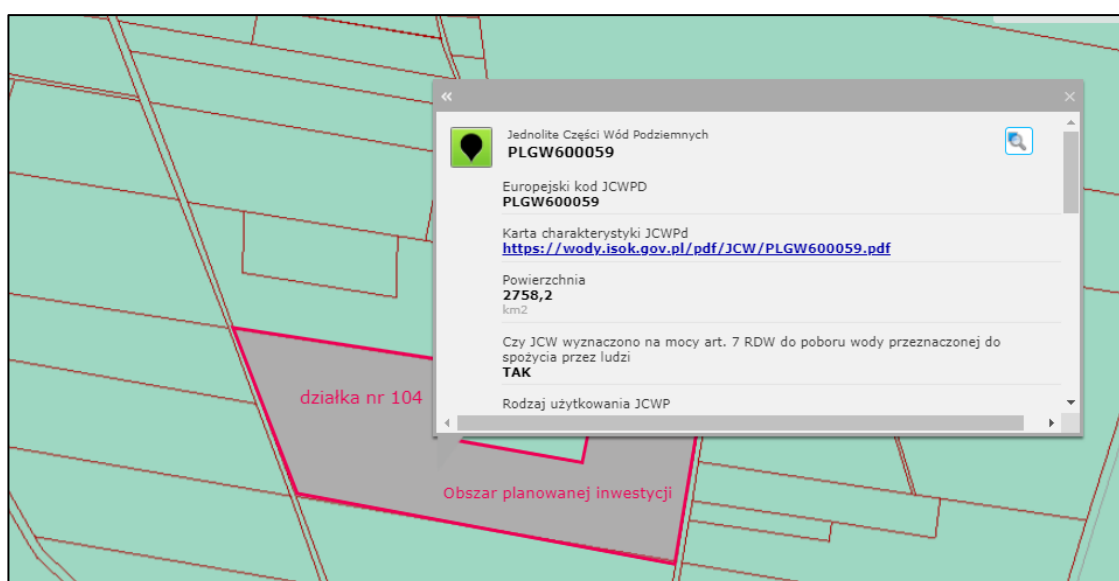 Jednolite Części Wód Podziemnych
PLGW600059
Europejski kod JCWPD
PLGW600059
Karta charakterystyki JCWPd
https://wody.isok.gov.pl/pdf/JCW/PLGW600059.pdf
Powierzchnia
2758,2
km2
Czy JCW wyznaczono na mocy art. 7 RDW do poboru wody przeznaczonej do
spożycia przez ludzi
TAK
Rodzaj użytkowania JCWP
działka nr 104
Obszar planowanej inwestycji